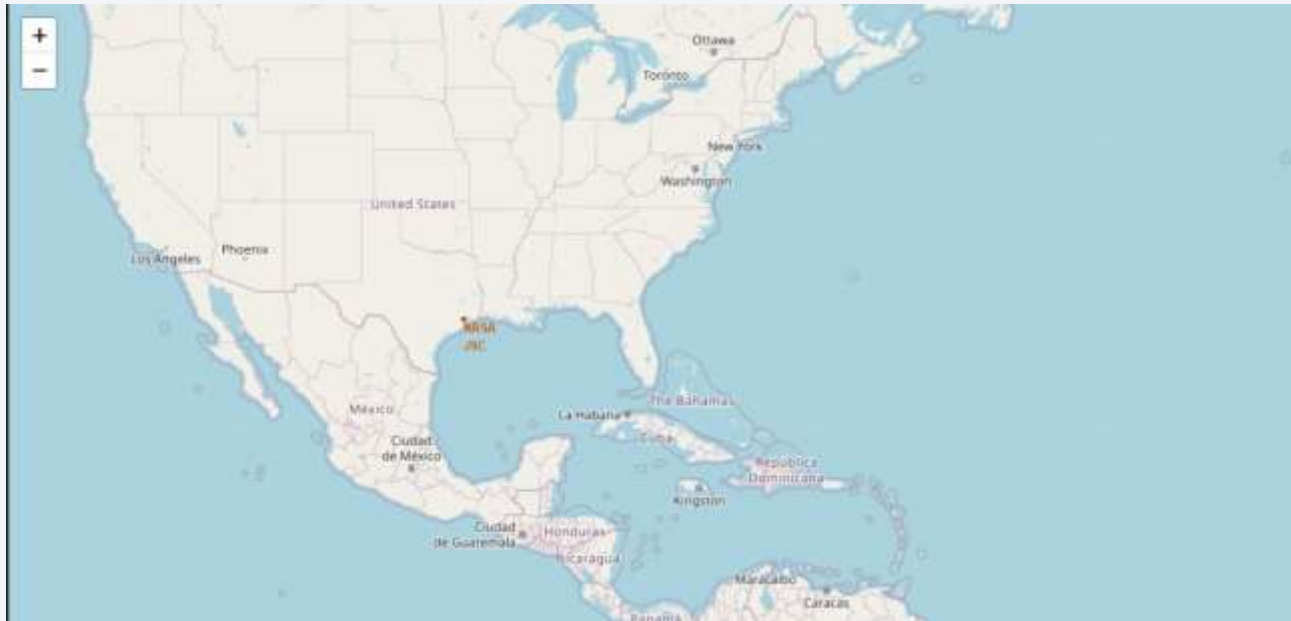 +
−
Ottawa
Toronto
New York
Washington
United States
Los Angeles
Phoenix
NASA
JSC
The Bahamas
La Habana
Cuba
México
Ciudad
de México
República
Dominicana
Kingston
Ciudad
de Guatemala
Honduras
Nicaragua
Maracaibo
Caracas
Panamá